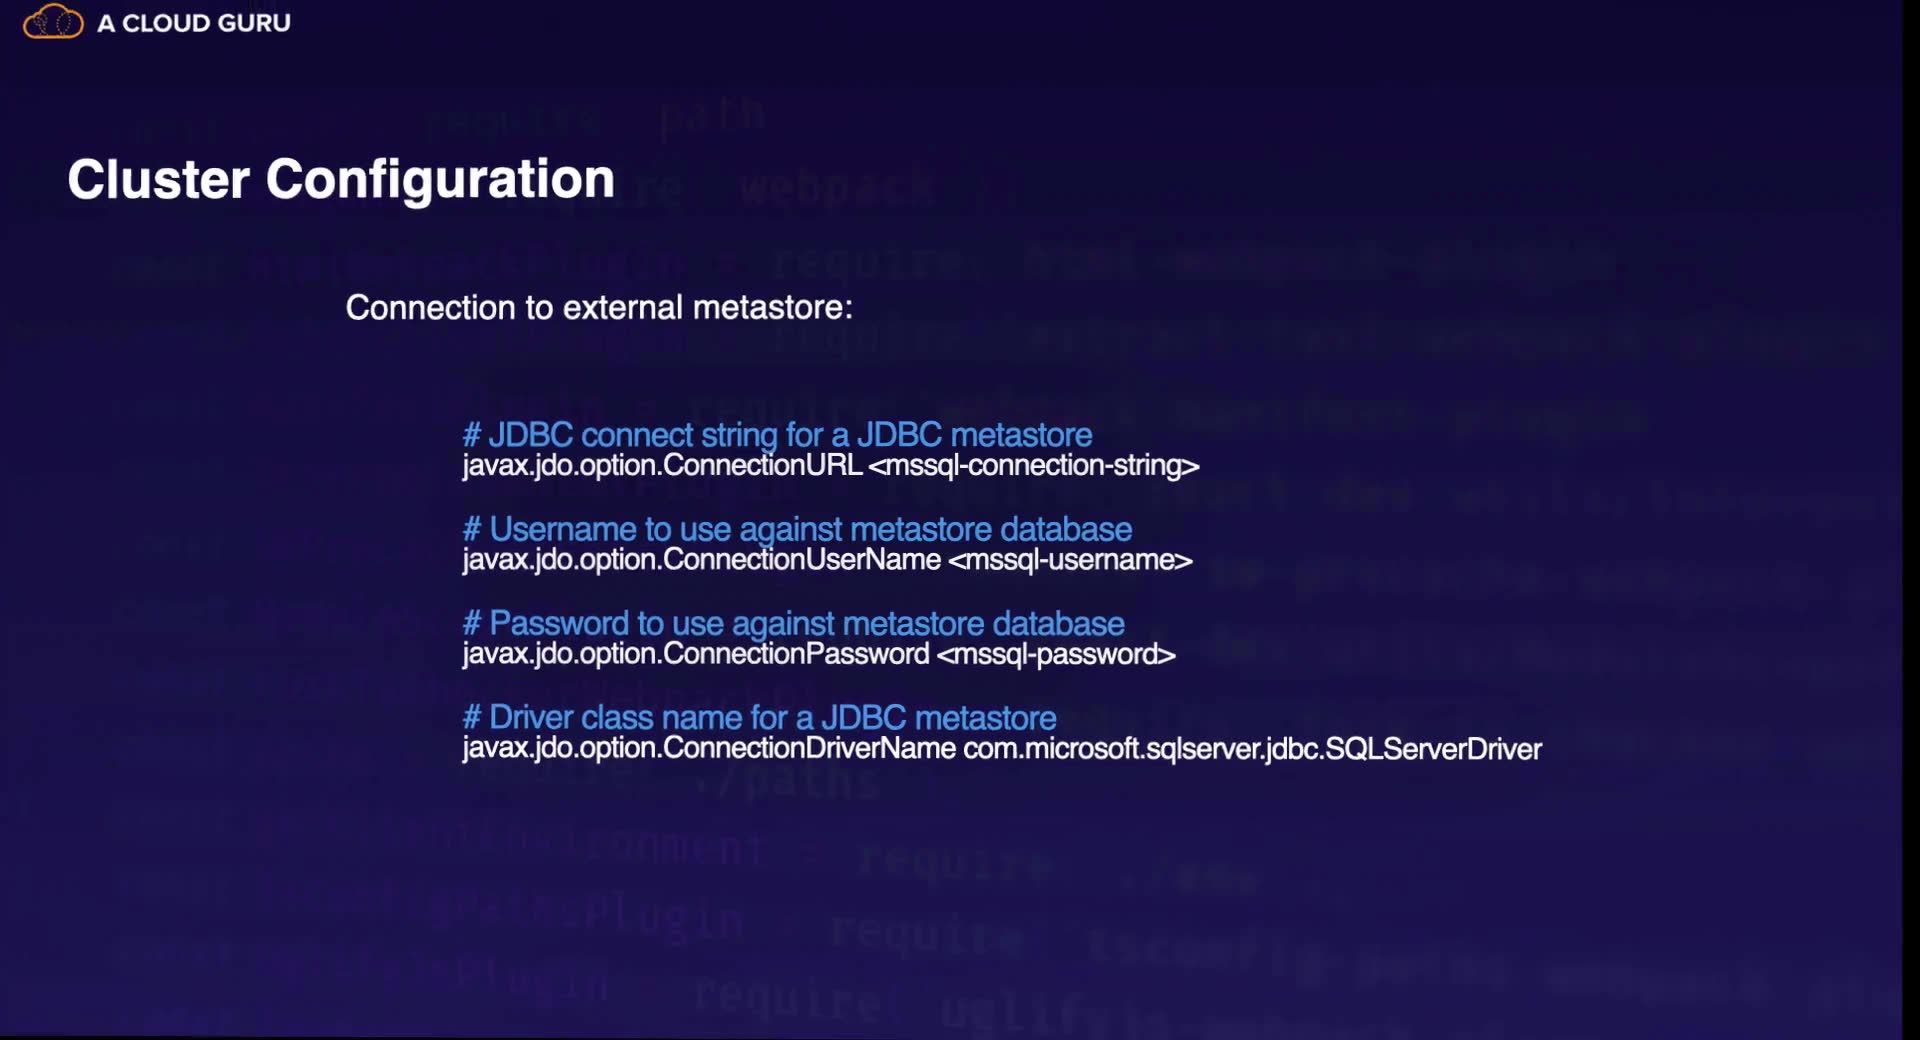 A CLOUD GURU
Cluster Configuration
Connection to external metastore:
# JDBC connect string for a JDBC metastore
javax.jdo.option.ConnectionURL <mssql-connection-string>
# Username to use against metastore database
javax.jdo.option.ConnectionUserName <mssql-username>
# Password to use against metastore database
javax.jdo.option.ConnectionPassword <mssql-password>
# Driver class name for a JDBC metastore
javax.jdo.option.ConnectionDriverName com.microsoft.sqlserver.jdbc.SQLServerDriver